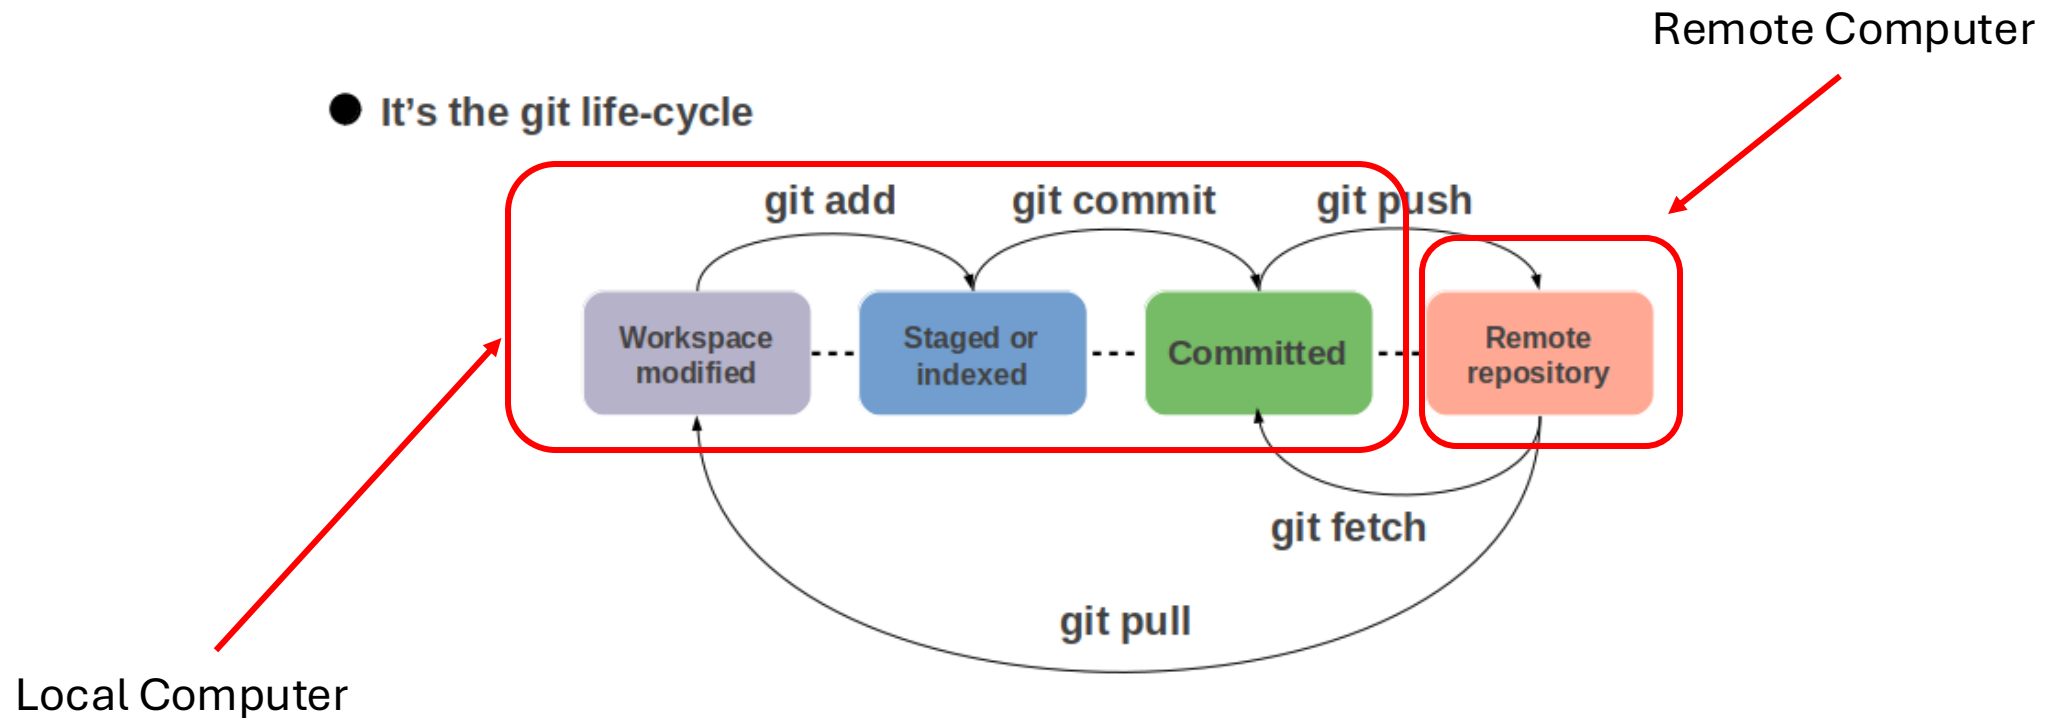 Remote Computer
● It’s the git life-cycle
git add
git commit
git push
Workspace
modified
Staged or
indexed
Committed
Remote
repository
git fetch
git pull
Local Computer